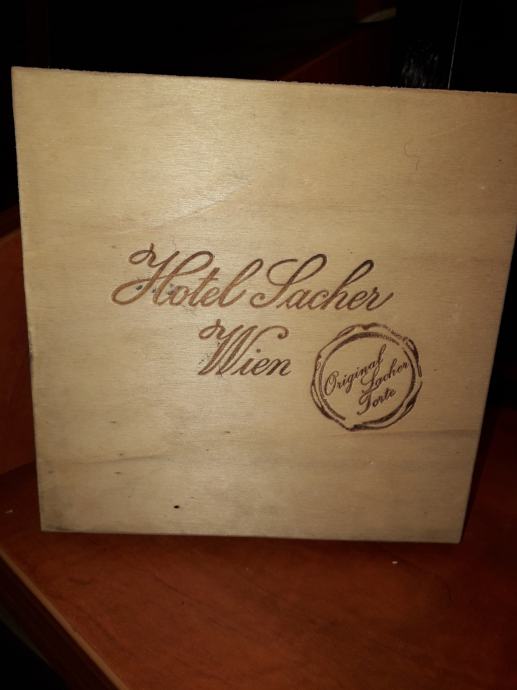 Hotel Sacher
Wien
Original
Sacher
Torte